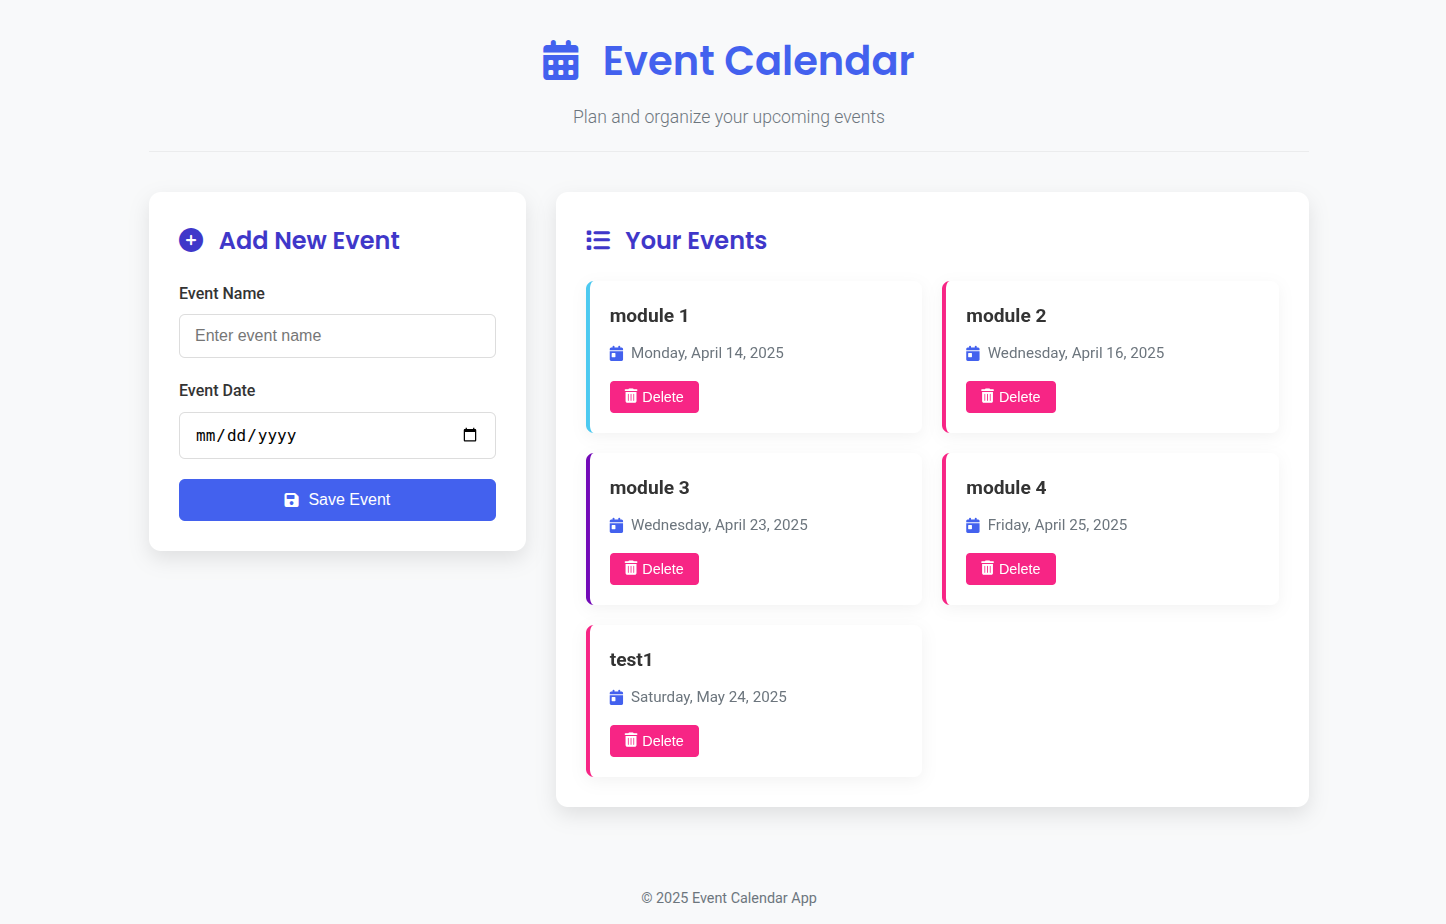 Event Calendar
Plan and organize your upcoming events
Add New Event
Event Name
Enter event name
Event Date
mm/dd/yyyy
Save Event
Your Events
module 1
Monday, April 14, 2025
Delete
module 2
Wednesday, April 16, 2025
Delete
module 3
Wednesday, April 23, 2025
Delete
module 4
Friday, April 25, 2025
Delete
test1
Saturday, May 24, 2025
Delete
© 2025 Event Calendar App